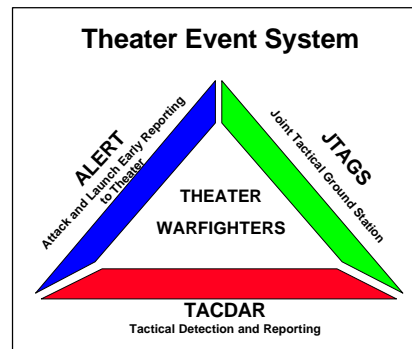 Theater Event System
ALERT
Attack and Launch Early Reporting
to Theater
JTAGS
Joint Tactical Ground Station
THEATER
WARFIGHTERS
TACDAR
Tactical Detection and Reporting